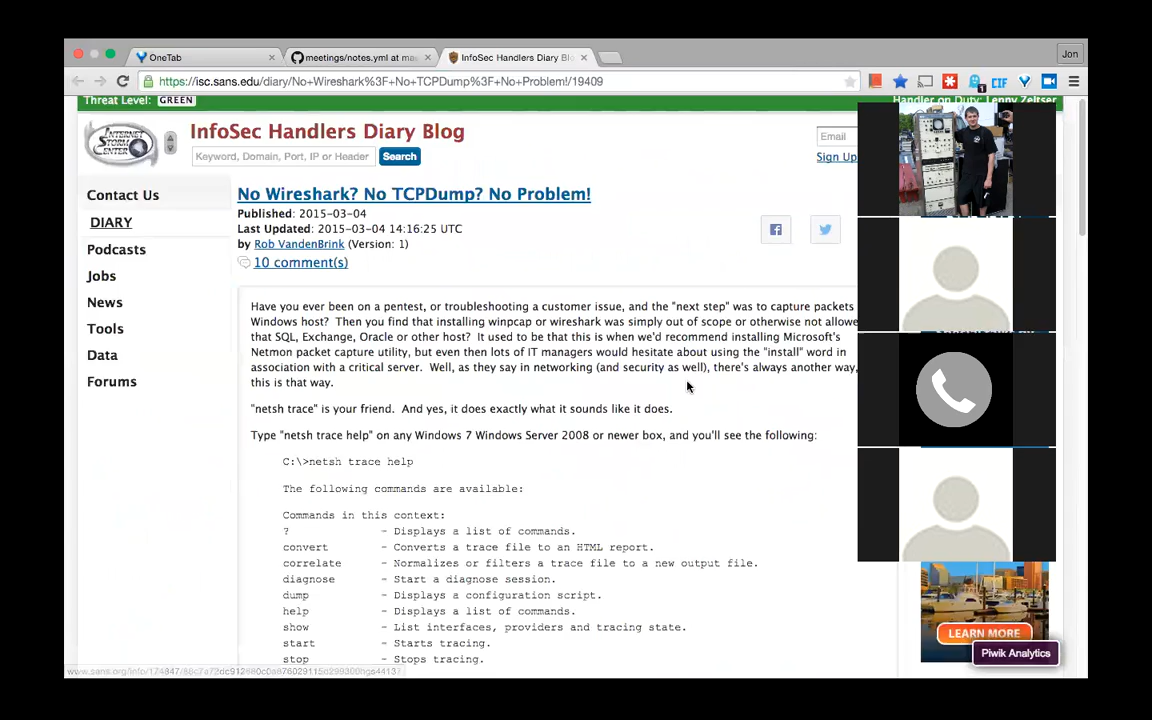 OneTab
meetings/notes.yml at ma
InfoSec Handlers Diary Blo
Jon
https://isc.sans.edu/diary/No+Wireshark%3F+No+TCPDump%3F+No+Problem!/19409
1
CIF
Threat Level: GREEN
Handler on Duty: Lenny Zeltser
INTERNET
STORM
CENTER
InfoSec Handlers Diary Blog
Keyword, Domain, Port, IP or Header
Search
Email
Sign Up
Contact Us
DIARY
Podcasts
Jobs
News
Tools
Data
Forums
No Wireshark? No TCPDump? No Problem!
Published: 2015-03-04
Last Updated: 2015-03-04 14:16:25 UTC
by Rob VandenBrink (Version: 1)
10 comment(s)
Have you ever been on a pentest, or troubleshooting a customer issue, and the "next step" was to capture packets
Windows host? Then you find that installing winpcap or wireshark was simply out of scope or otherwise not allowe
that SQL, Exchange, Oracle or other host? It used to be that this is when we'd recommend installing Microsoft's
Netmon packet capture utility, but even then lots of IT managers would hesitate about using the "install" word in
association with a critical server. Well, as they say in networking (and security as well), there's always another way,
this is that way.
"netsh trace" is your friend. And yes, it does exactly what it sounds like it does.
Type "netsh trace help" on any Windows 7 Windows Server 2008 or newer box, and you'll see the following:
C:\>netsh trace help
The following commands are available:
Commands in this context:
? - Displays a list of commands.
convert - Converts a trace file to an HTML report.
correlate - Normalizes or filters a trace file to a new output file.
diagnose - Start a diagnose session.
dump - Displays a configuration script.
help - Displays a list of commands.
show - List interfaces, providers and tracing state.
start - Starts tracing.
stop - Stops tracing.
LEARN MORE
Piwik Analytics